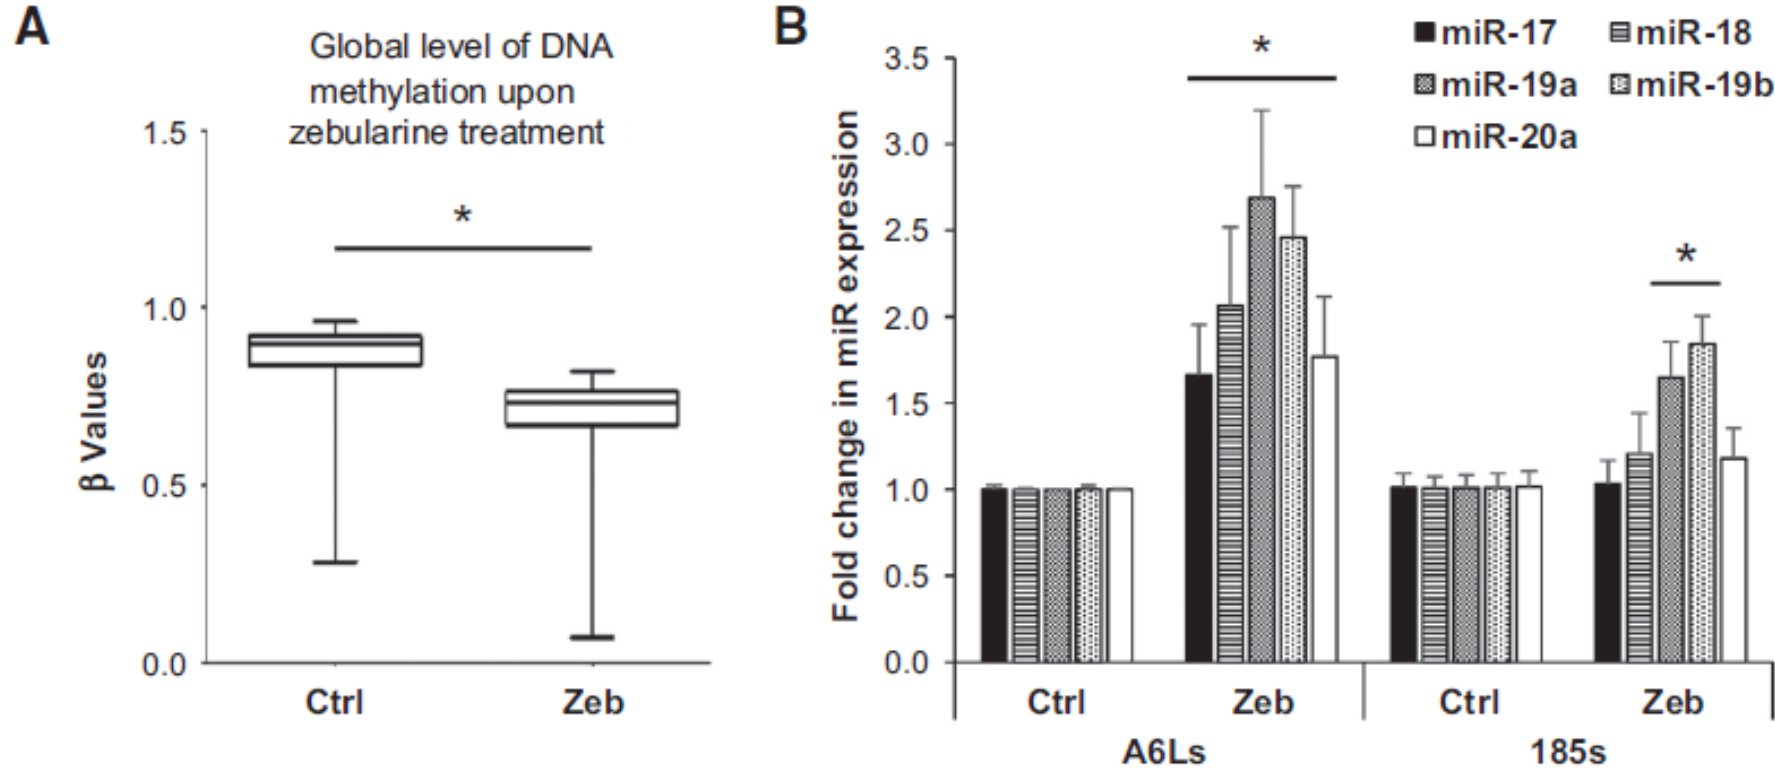 A
Global level of DNA
methylation upon
zebularine treatment
1.5
1.0
0.5
0.0
β Values
*
Ctrl
Zeb
B
miR-17
miR-18
miR-19a
miR-19b
miR-20a
3.5
3.0
2.5
2.0
1.5
1.0
0.5
0.0
Fold change in miR expression
*
*
Ctrl
Zeb
Ctrl
Zeb
A6Ls
185s